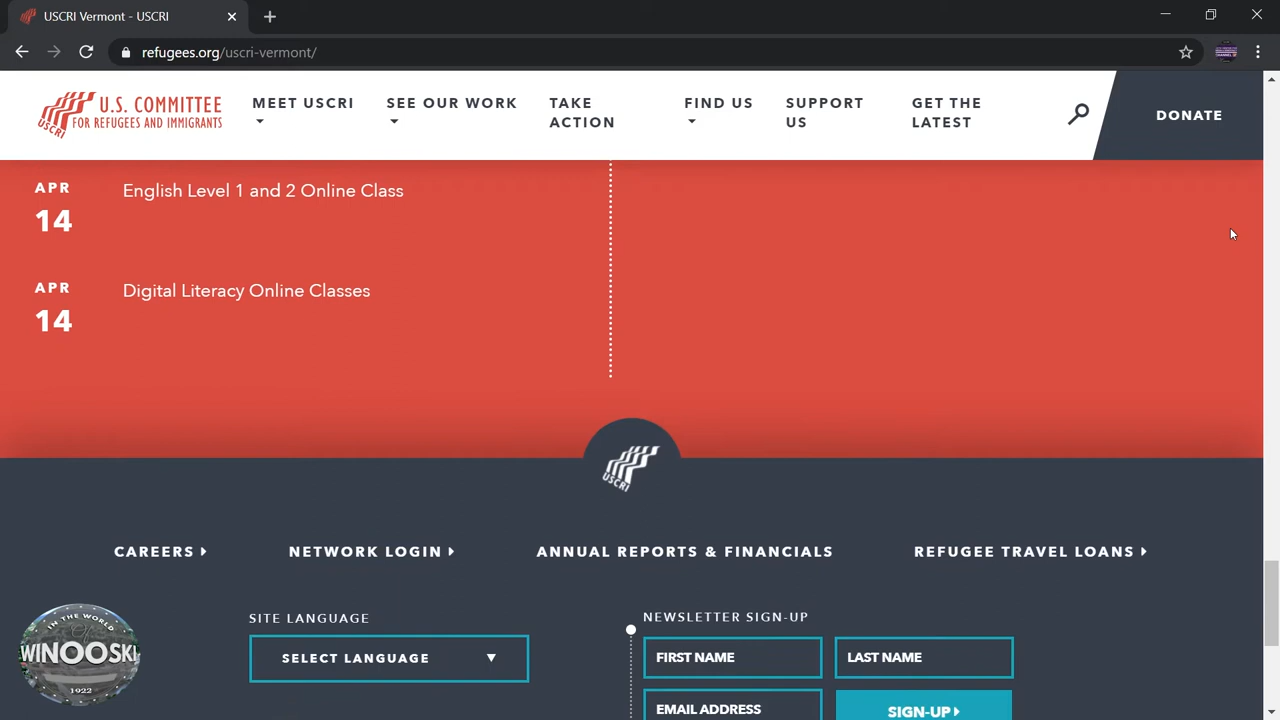 USCRI Vermont - USCRI
refugees.org/uscri-vermont/
USCRI
U.S. COMMITTEE
FOR REFUGEES AND IMMIGRANTS
MEET USCRI
SEE OUR WORK
TAKE
ACTION
FIND US
SUPPORT
US
GET THE
LATEST
DONATE
APR
14
English Level 1 and 2 Online Class
APR
14
Digital Literacy Online Classes
USCRI
CAREERS
NETWORK LOGIN
ANNUAL REPORTS & FINANCIALS
REFUGEE TRAVEL LOANS
SITE LANGUAGE
SELECT LANGUAGE
NEWSLETTER SIGN-UP
FIRST NAME
LAST NAME
EMAIL ADDRESS
SIGN-UP
IN THE WORLD
WINOOSKI
1922